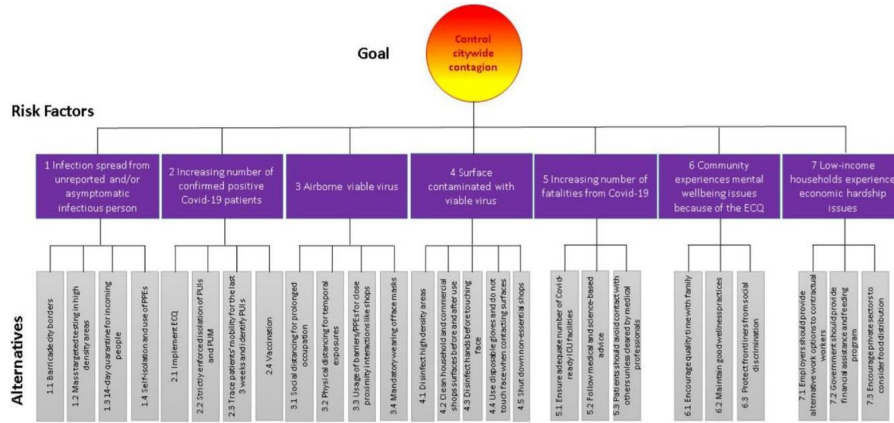 Goal
Control
citywide
contagion
Risk Factors
1 Infection spread from
unreported and/or
asymptomatic
infectious person
2 Increasing number of
confirmed positive
Covid-19 patients
3 Airborne viable virus
4 Surface
contaminated with
viable virus
5 Increasing number of
fatalities from Covid-19
6 Community
experiences mental
wellbeing issues
because of the ECQ
7 Low-income
households experience
economic hardship
issues
Alternatives
1.1 Barricade city borders
1.2 Mass targeted testing in high
density areas
1.3 14-day quarantine for incoming
people
1.4 Self-isolation and use of PPEs
2.1 Implement ECQ
2.2 Strictly enforced isolation of PUIs
and PUM
2.3 Trace patients' mobility for the last
3 weeks and identify PUIs
2.4 Vaccination
3.1 Social distancing for prolonged
occupation
3.2 Physical distancing for temporal
exposures
3.3 Usage of barriers/PPEs for close
proximity interactions like shops
3.4 Mandatory wearing of face masks
4.1 Disinfect high density areas
4.2 Clean household and commercial
shops surfaces before and after use
4.3 Disinfect hands before touching
face
4.4 Use disposable gloves and do not
touch face when contracting surfaces
4.5 Shut down non-essential shops
5.1 Ensure adequate number of Covid-
ready ICU facilities
5.2 Follow medical and science-based
advice
5.3 Patients should avoid contact with
others unless cleared by medical
professionals
6.1 Encourage quality time with family
6.2 Maintain good wellness practices
6.3 Protect frontliners from social
discrimination
7.1 Employers should provide
alternative work options to contractual
workers
7.2 Government should provide
financial assistance and feeding
program
7.3 Encourage private sectors to
consider food distribution